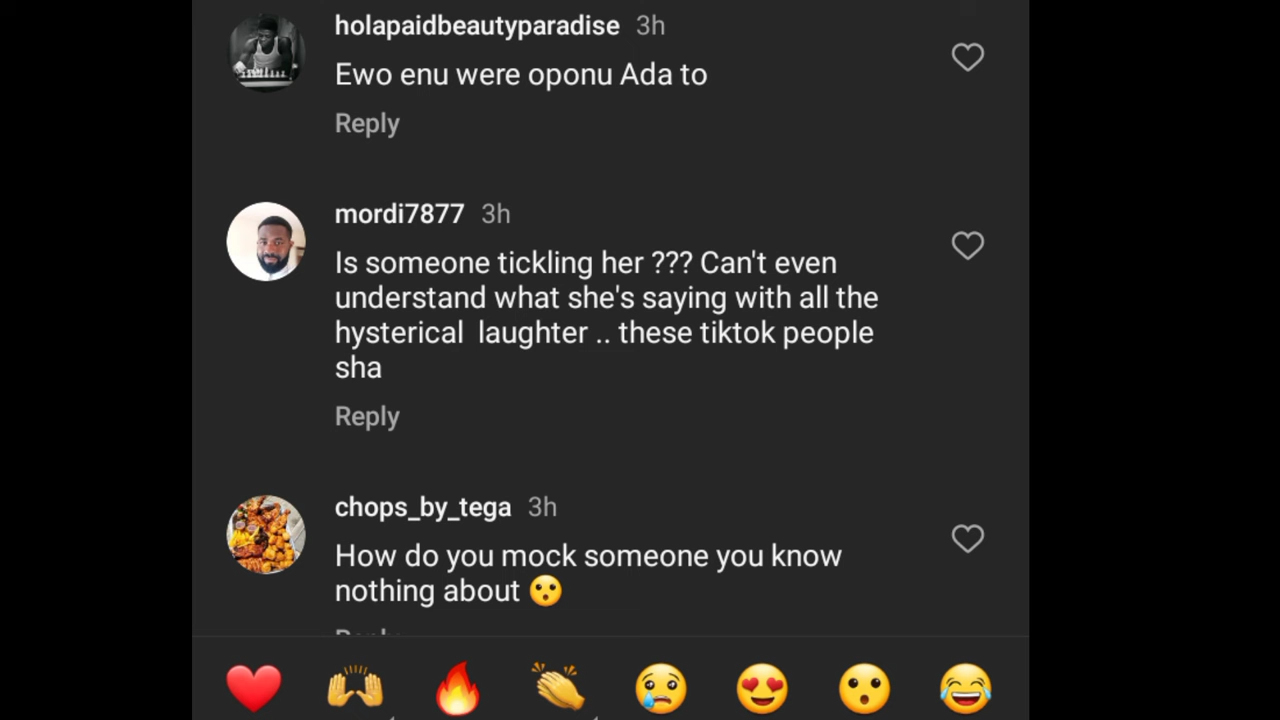 holapaidbeautyparadise 3h
Ewo enu were oponu Ada to
Reply
mordi7877 3h
Is someone tickling her ??? Can't even
understand what she's saying with all the
hysterical laughter .. these tiktok people
sha
Reply
chops_by_tega 3h
How do you mock someone you know
nothing about 😮
Reply